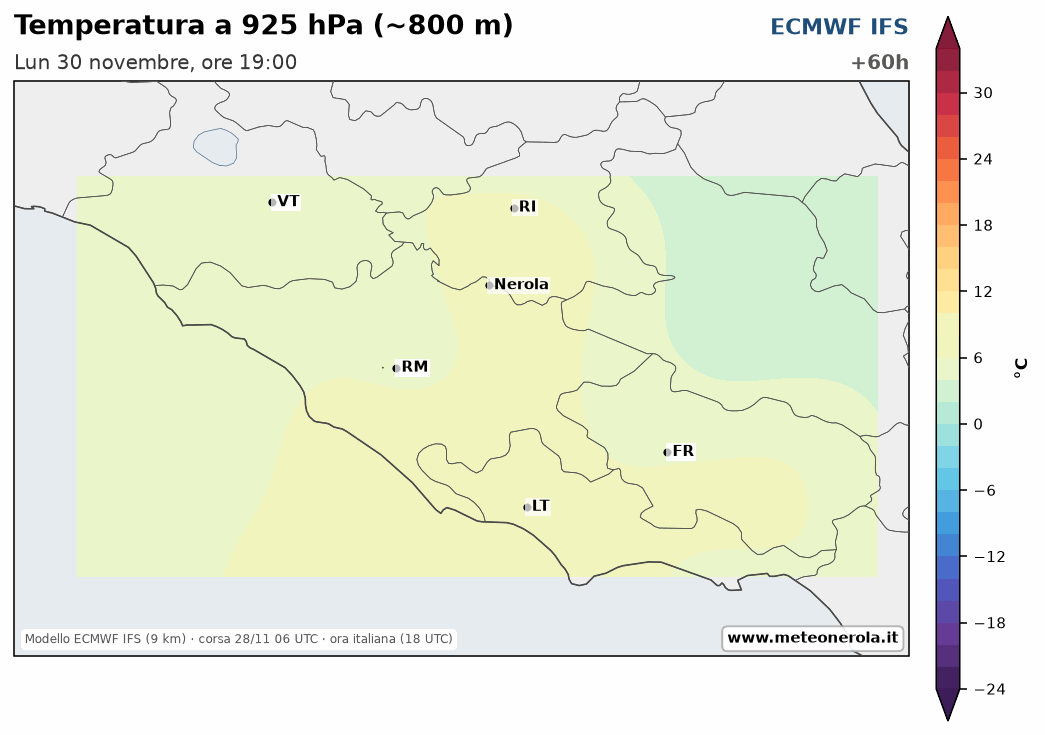 Temperatura a 925 hPa (~800 m)
ECMWF IFS
Lun 30 novembre, ore 19:00
+60h
30
24
18
12
6
0
−6
−12
−18
−24
°C
VT
RI
Nerola
RM
FR
LT
Modello ECMWF IFS (9 km) · corsa 28/11 06 UTC · ora italiana (18 UTC)
www.meteonerola.it